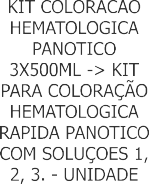 KIT COLORACAO
HEMATOLOGICA
PANOTICO
3X500ML -> KIT
PARA COLORAÇÃO
HEMATOLOGICA
RAPIDA PANOTICO
COM SOLUÇOES 1,
2, 3. - UNIDADE